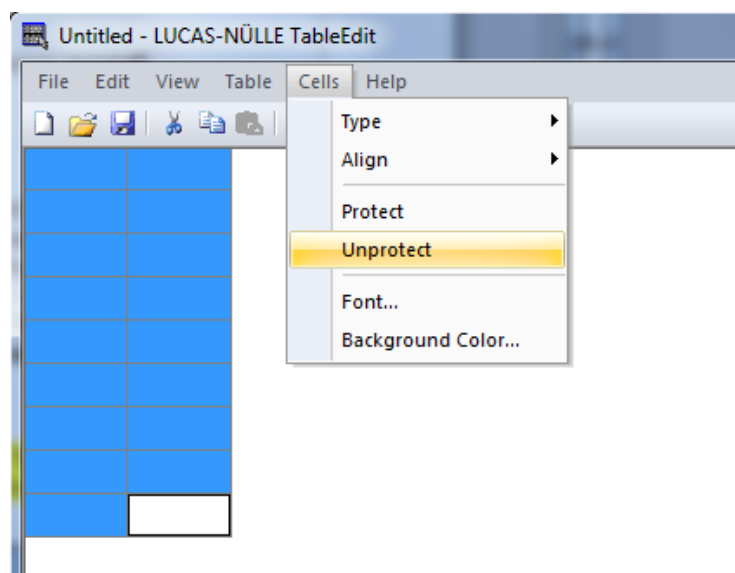 Untitled - LUCAS-NÜLLE TableEdit
File Edit View Table Cells Help
Type
Align
Protect
Unprotect
Font...
Background Color...